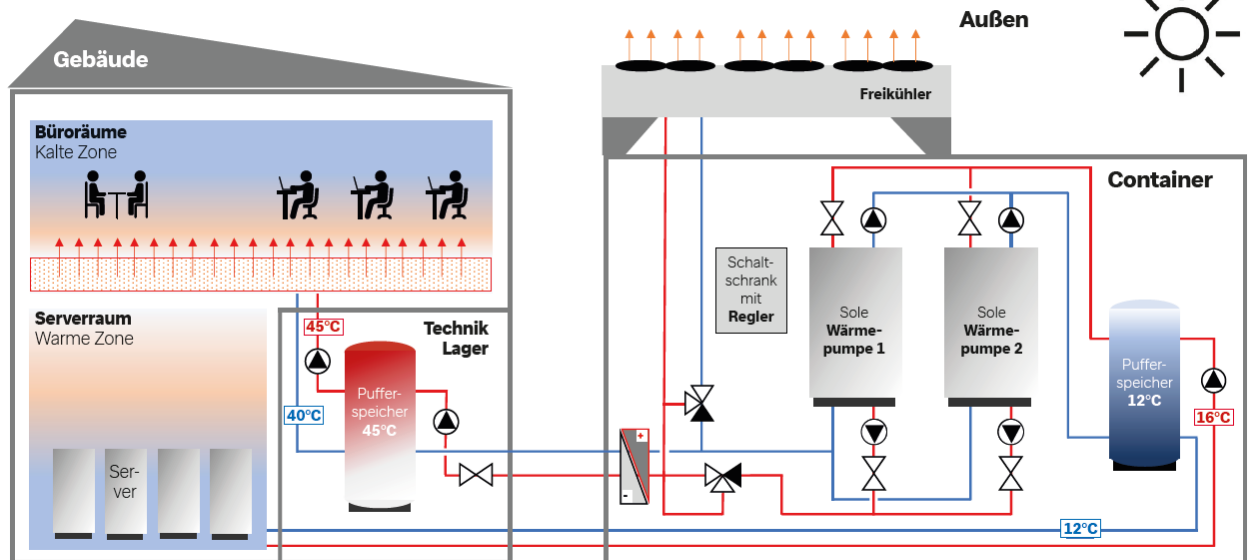 Außen
Gebäude
Freikühler
Büroräume
Kalte Zone
Container
Schalt-
schrank
mit
Regler
Sole
Wärme-
pumpe 1
Sole
Wärme-
pumpe 2
Serverraum
Warme Zone
45°C
Technik
Lager
Puffer-
speicher
45°C
40°C
Puffer-
speicher
12°C
16°C
+
-
Ser-
ver
12°C